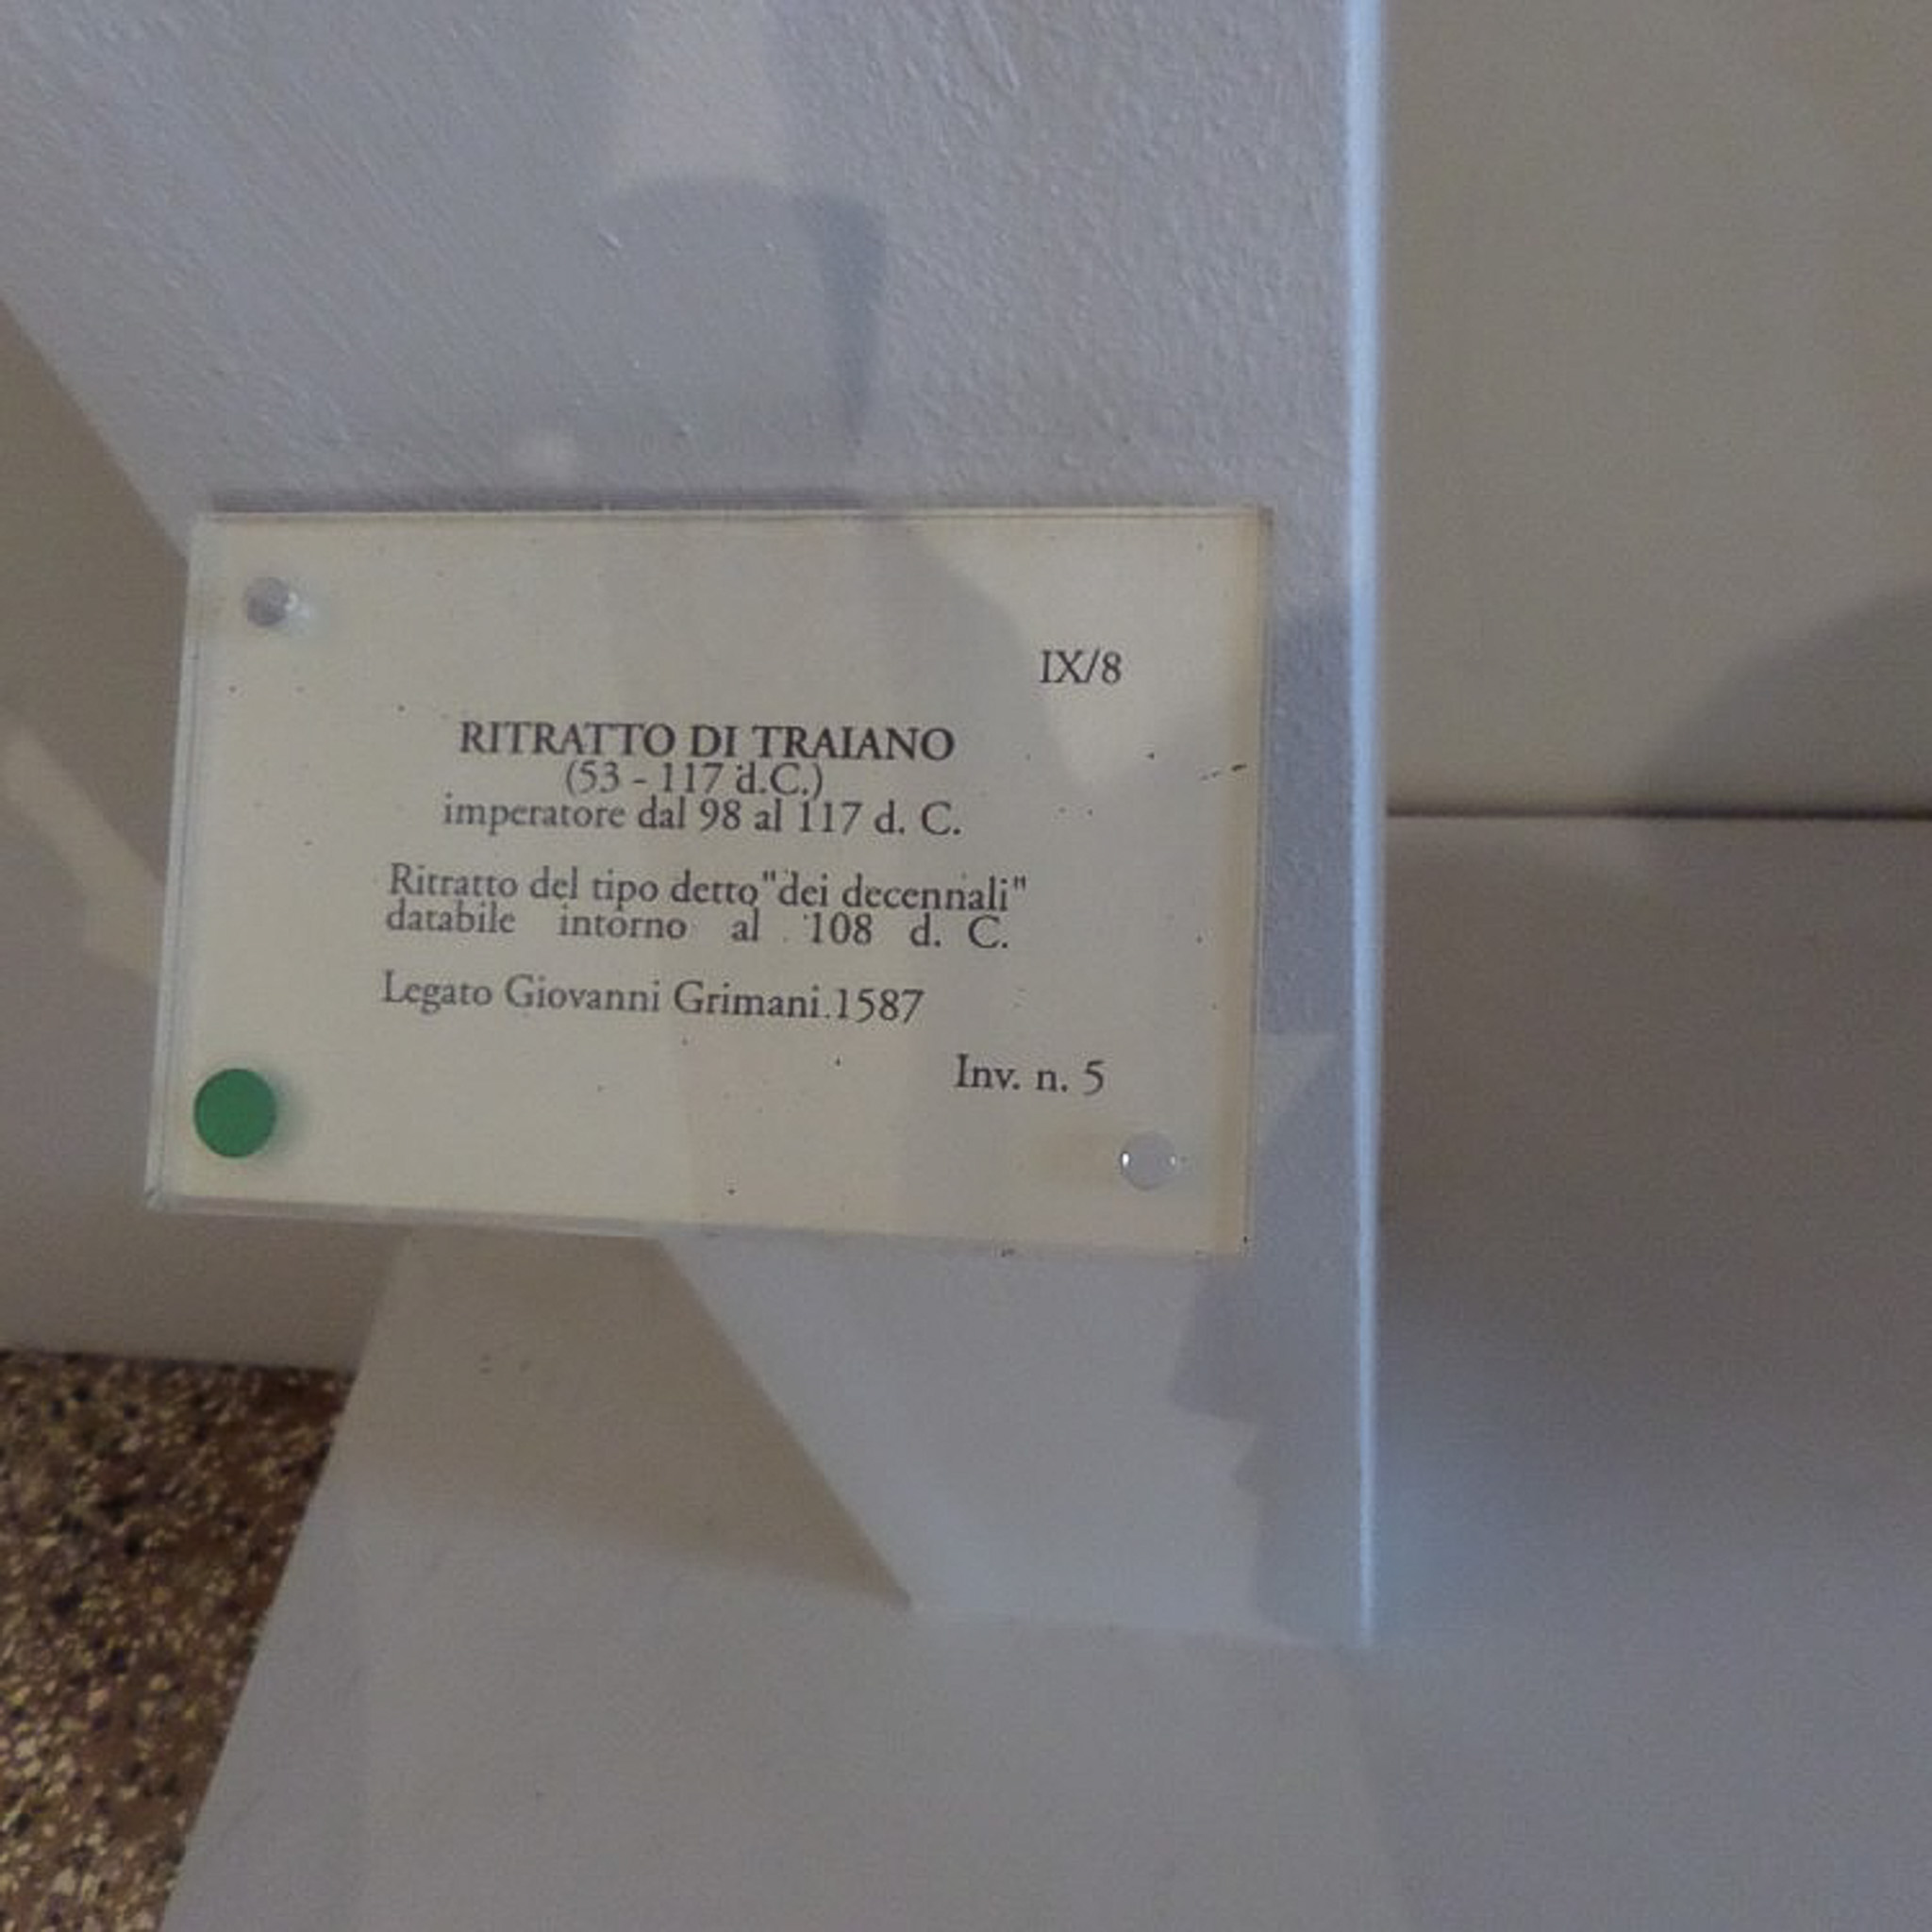 IX/8
RITRATTO DI TRAIANO
(53 - 117 d.C.)
imperatore dal 98 al 117 d. C.
Ritratto del tipo detto "dei decennali"
databile intorno al 108 d. C.
Legato Giovanni Grimani 1587
Inv. n. 5